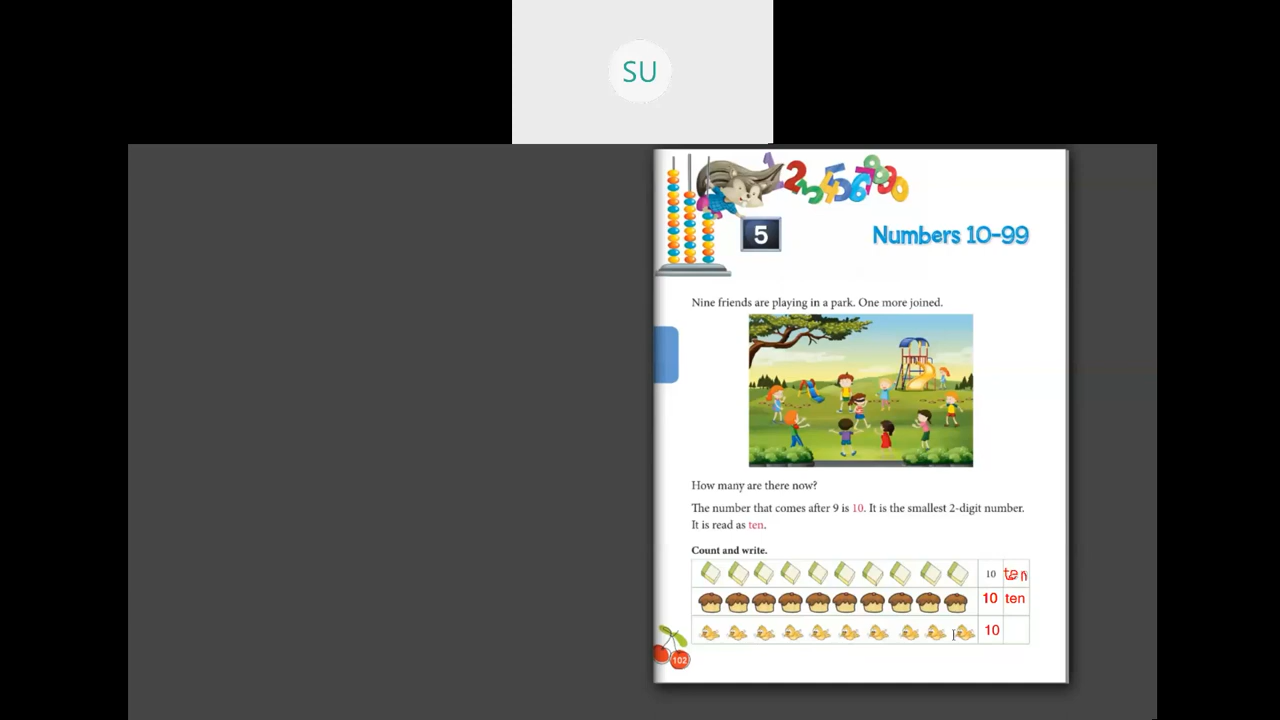 SU
1234567890
5
Numbers 10-99
Nine friends are playing in a park. One more joined.
How many are there now?
The number that comes after 9 is 10. It is the smallest 2-digit number.
It is read as ten.
Count and write.
10 ten
10 ten
10
102